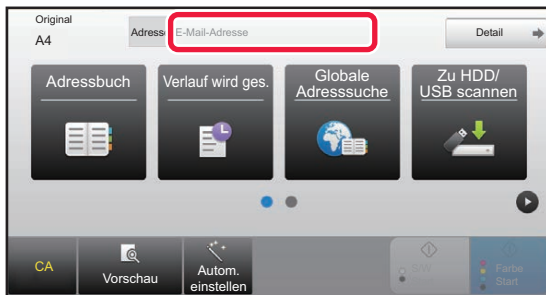 Original
A4
Adresse
E-Mail-Adresse
Detail
Adressbuch
Verlauf wird ges.
Globale
Adresssuche
Zu HDD/
USB scannen
CA
Vorschau
Autom.
einstellen
S/W
Start
Farbe
Start